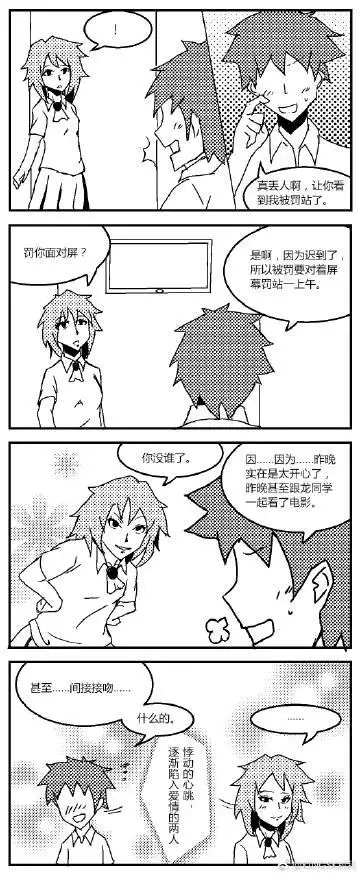 ！
真丢人啊，让你看
到我被罚站了。
罚你面对屏？
是啊，因为迟到了，
所以被罚要对着屏
幕罚站一上午。
你没谁了。
因……因为……昨晚
实在是太开心了，
昨晚甚至跟龙同学
一起看了电影。
甚至……间接接吻……
什么的。
……
悸动的心跳，
逐渐陷入爱情的两人